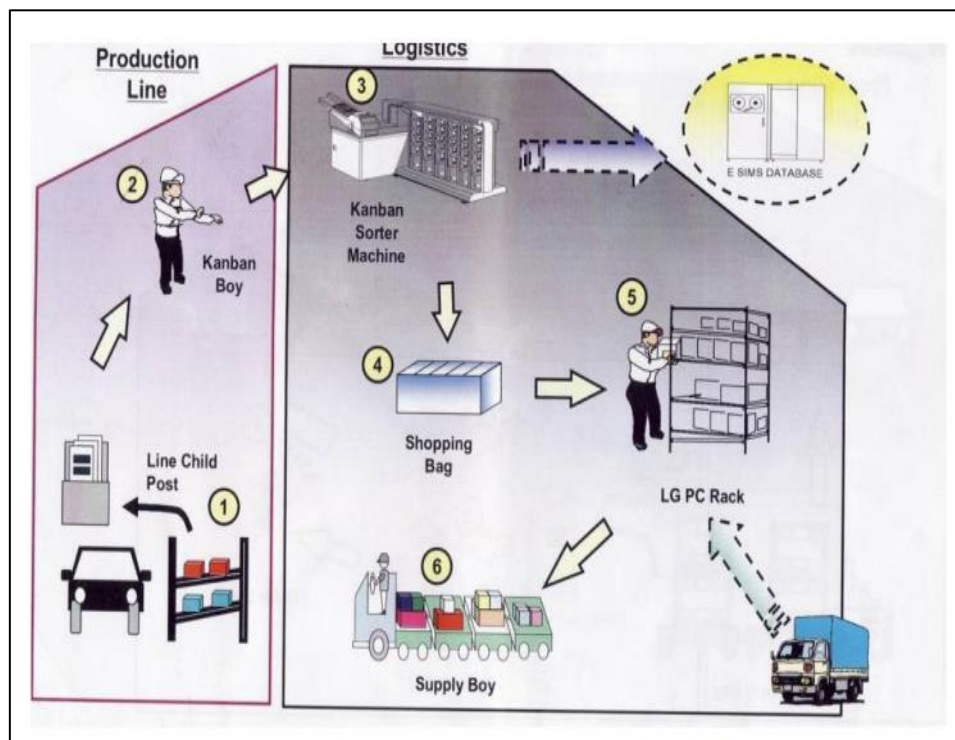 Production
Line
Logistics
3
E SIMS DATABASE
2
Kanban
Boy
Kanban
Sorter
Machine
5
4
Shopping
Bag
Line Child
Post
1
LG PC Rack
6
Supply Boy